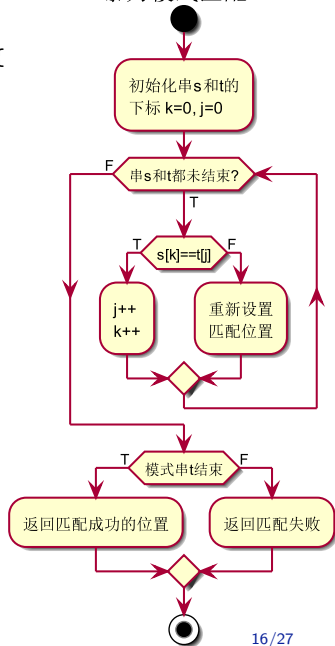 初始化串s和t的
下标 k=0, j=0
F
串s和t都未结束?
T
T
s[k]==t[j]
F
j++
k++
重新设置
匹配位置
T
模式串t结束
F
返回匹配成功的位置
返回匹配失败
16/27